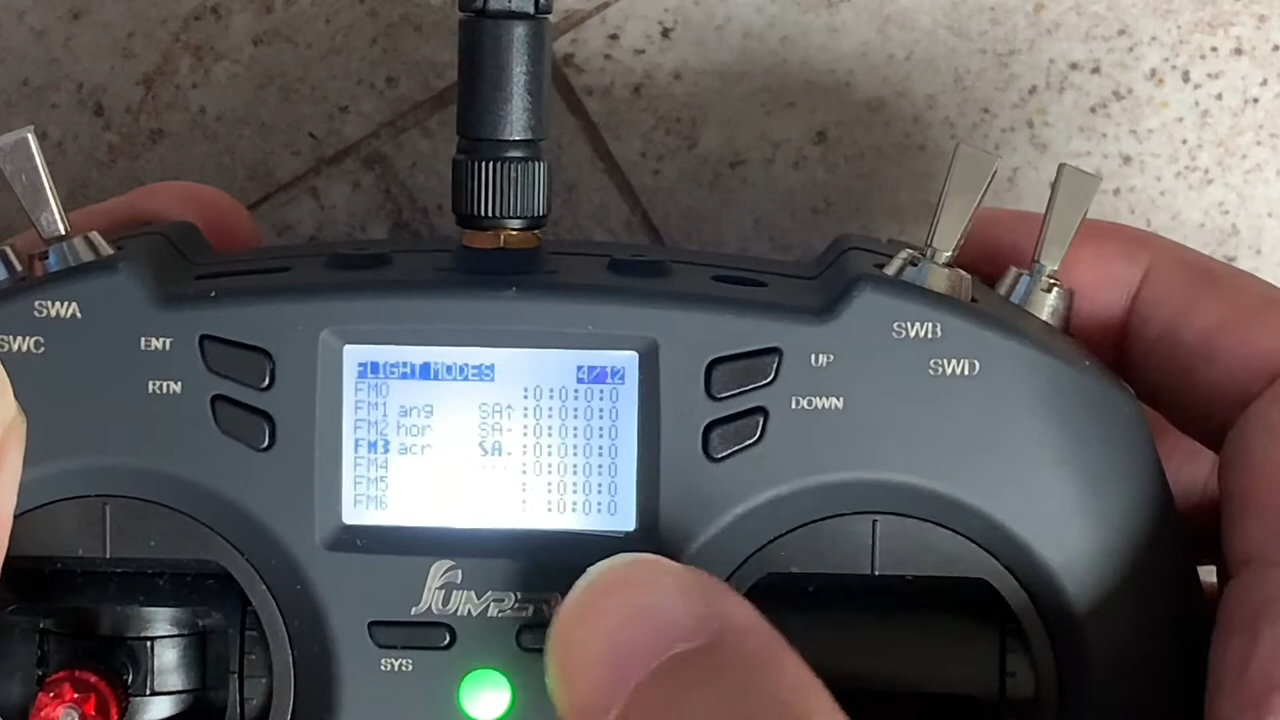 SWA
SWC
ENT
RTN
SWB
SWD
UP
DOWN
FLIGHT MODES 4/12
FM0 :0:0:0:0
FM1 ang SA↑ :0:0:0:0
FM2 hor SA- :0:0:0:0
FM3 acr SA :0:0:0:0
FM4 --- :0:0:0:0
FM5 :0:0:0
FM6 :0:0:0
JUMPER
SYS